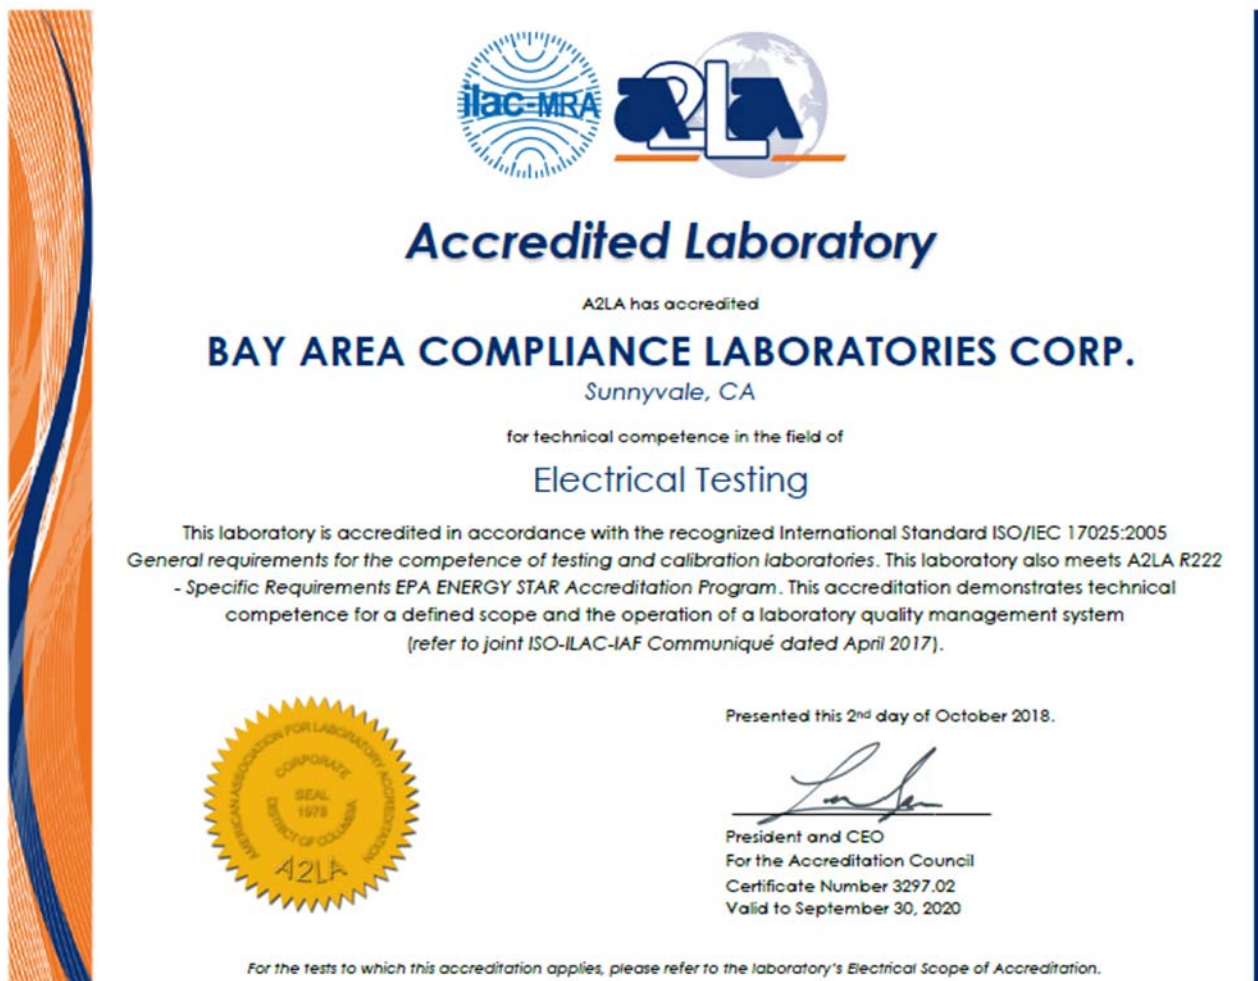 ilac-MRA
a2la
Accredited Laboratory
A2LA has accredited
BAY AREA COMPLIANCE LABORATORIES CORP.
Sunnyvale, CA
for technical competence in the field of
Electrical Testing
This laboratory is accredited in accordance with the recognized International Standard ISO/IEC 17025:2005
General requirements for the competence of testing and calibration laboratories. This laboratory also meets A2LA R222
- Specific Requirements EPA ENERGY STAR Accreditation Program. This accreditation demonstrates technical
competence for a defined scope and the operation of a laboratory quality management system
(refer to joint ISO-ILAC-IAF Communiqué dated April 2017).
AMERICAN ASSOCIATION FOR LABORATORY ACCREDITATION
CORPORATE
SEAL
1978
DISTRICT OF COLUMBIA
A2LA
Presented this 2nd day of October 2018.
President and CEO
For the Accreditation Council
Certificate Number 3297.02
Valid to September 30, 2020
For the tests to which this accreditation applies, please refer to the laboratory's Electrical Scope of Accreditation.